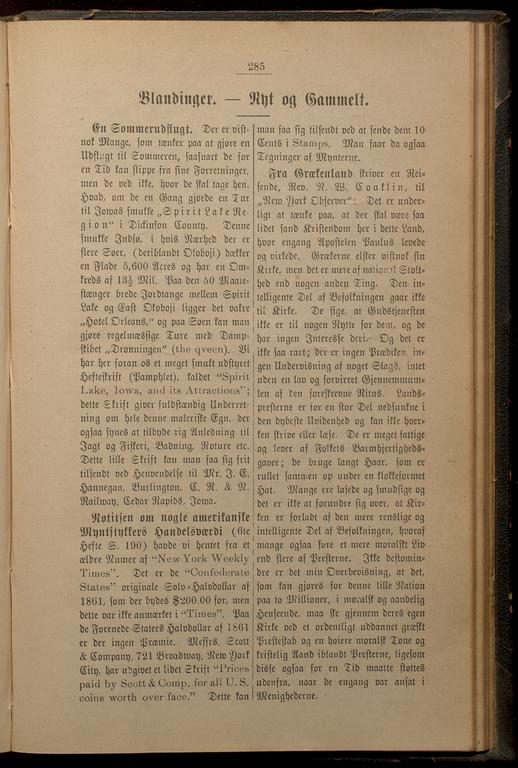 285
Blandinger. — Nyt og Gammelt.
En Sommerudflugt. Der er vist-
nok Mange, som tænker paa at gjøre en
Udflugt til Sommeren, saasnart de for
en Tid kan slippe fra sine Forretninger,
men de ved ikke, hvor de skal tage hen.
Hvad, om de en Gang gjorde en Tur
til Jowas smukke „Spirit Lake Re-
gion“ i Dickinson County. Denne
smukke Indsø, i hvis Nærhed der er
flere Søer, (deriblandt Okoboji) dækker
en Flade 5,600 Acres og har en Om-
kreds af 13½ Mil. Paa den 50 Maale-
stænger brede Jordtange mellem Spirit
Lake og East Okoboji ligger det vakre
„Hotel Orleans,“ og paa Søen kan man
gjøre regelmæssige Ture med Damp-
skibet „Dronningen“ (the qveen). Vi
har her foran os et meget smukt udstyret
Hefteskrift (Pamphlet), kaldet “Spirit
Lake, Iowa, and its Attractions”;
dette Skrift giver fuldstændig Underret-
ning om hele denne maleriske Egn, der
ogsaa synes at tilbyde rig Anledning til
Jagt og Fiskeri, Badning, Roture etc.
Dette lille Skrift kan man faa sig frit
tilsendt ved Henvendelse til Mr. J. E.
Hannegan, Burlington, C. R. & N.
Railway, Cedar Rapids, Jowa.
Notitsen om nogle amerikanske
Myntstykkers Handelsværdi (6te
Hefte S. 190) havde vi hentet fra et
ældre Numer af “New York Weekly
Times”. Det er de “Confederate
States” originale Sølv-Halvdollar af
1861, som der bydes $200.00 for, men
dette var ikke anmærket i “Times”. Paa
de Forenede Staters Halvdollar af 1861
er der ingen Præmie. Messrs. Scott
& Company, 721 Broadway, New York
City, har udgivet et lidet Skrift “Prices
paid by Scott & Comp. for all U. S.
coins worth over face.” Dette kan
man faa sig tilsendt ved at sende dem 10
Cents i Stamps. Man faar da ogsaa
Tegninger af Mynterne.
Fra Grækenland skriver en Rei-
sende, Rev. N. W. Conklin, til
„New York Observer“: Det er under-
ligt at tænke paa, at der skal være saa
lidet sand Kristendom her i dette Land,
hvor engang Apostelen Paulus levede
og virkede. Grækerne elsker vistnok sin
Kirke, men det er mere af national Stolt-
hed end nogen anden Ting. Den in-
telligente Del af Befolkningen gaar ikke
til Kirke. De sige, at Gudstjenesten
ikke er til nogen Nytte for dem, og de
har ingen Interesse deri. Og det er
ikke saa rart; der er ingen Prædiken, in-
gen Undervisning af noget Slags, intet
uden en lav og forvirret Gjennemmum-
len af den foreskrevne Ritus. Lands-
presterne er for en stor Del nedsunkne i
den dybeste Uvidenhed og kan ikke hver-
ken skrive eller læse. De er meget fattige
og lever af Folkets Barmhjertigheds-
gaver; de bruge langt Haar, som er
rullet sammen op under en klokkeformet
Hat. Mange ere lasede og smudsige og
det er ikke at forundre sig over, at Kir-
ken er forladt af den mere renslige og
intelligente Del af Befolkningen, hvoraf
mange ogsaa føre et mere moralskt Liv
end flere af Presterne. Ikke destomin-
dre er det min Overbevisning, at det,
som kan gjøres for denne lille Nation
paa to Millioner, i moralsk og aandelig
Henseende, maa ske gjennem deres egen
Kirke ved et ordentligt uddannet græskt
Presteskab og en høiere moralsk Tone og
kristelig Aand iblandt Presterne, ligesom
disse ogsaa for en Tid maatte støttes
udenfra, naar de engang var ansat i
Menighederne.